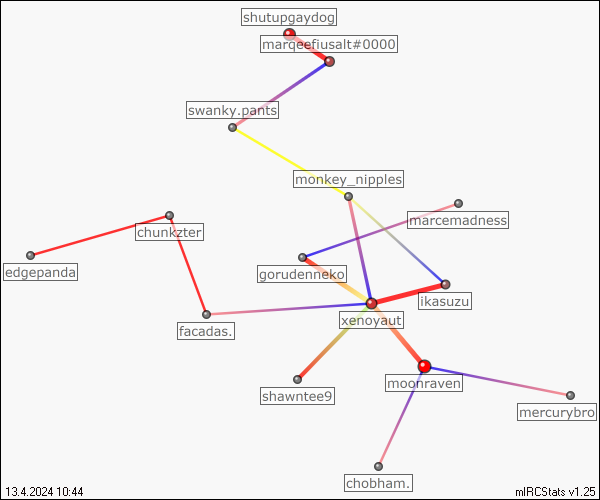 shutupgaydog
marqeefiusalt#0000
swanky.pants
monkey_nipples
marcemadness
chunkzter
edgepanda
gorudenneko
ikasuzu
xenoyaut
facadas.
moonraven
shawntee9
mercurybro
chobham.
13.4.2024 10:44
mIRCStats v1.25